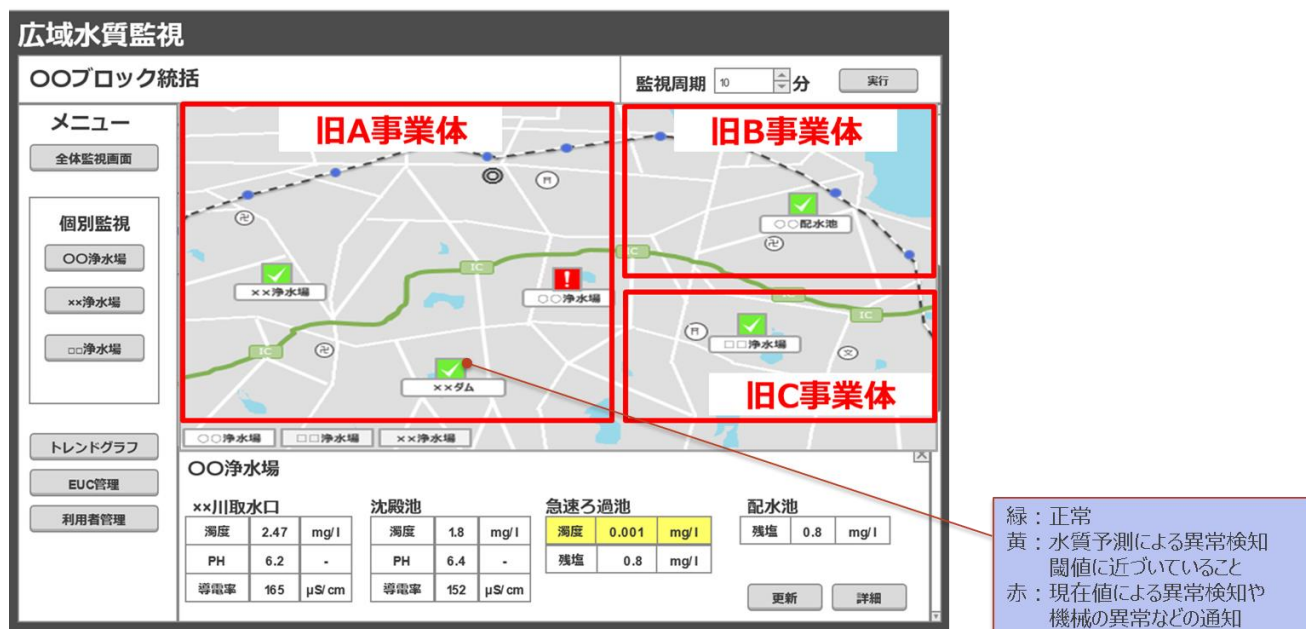 広域水質監視
〇〇ブロック統括
監視周期 10 分 実行
メニュー
全体監視画面
個別監視
〇〇浄水場
××浄水場
□□浄水場
トレンドグラフ
EUC管理
利用者管理
旧A事業体
旧B事業体
旧C事業体
〇〇配水池
××浄水場
〇〇浄水場
□□浄水場
××ダム
IC
IC
IC
IC
IC
〇〇浄水場 □□浄水場 ××浄水場
〇〇浄水場
××川取水口
濁度 2.47 mg/l
PH 6.2 -
導電率 165 μS/cm
沈殿池
濁度 1.8 mg/l
PH 6.4 -
導電率 152 μS/cm
急速ろ過池
濁度 0.001 mg/l
残塩 0.8 mg/l
配水池
残塩 0.8 mg/l
更新 詳細
緑：正常
黄：水質予測による異常検知
閾値に近づいていること
赤：現在値による異常検知や
機械の異常などの通知